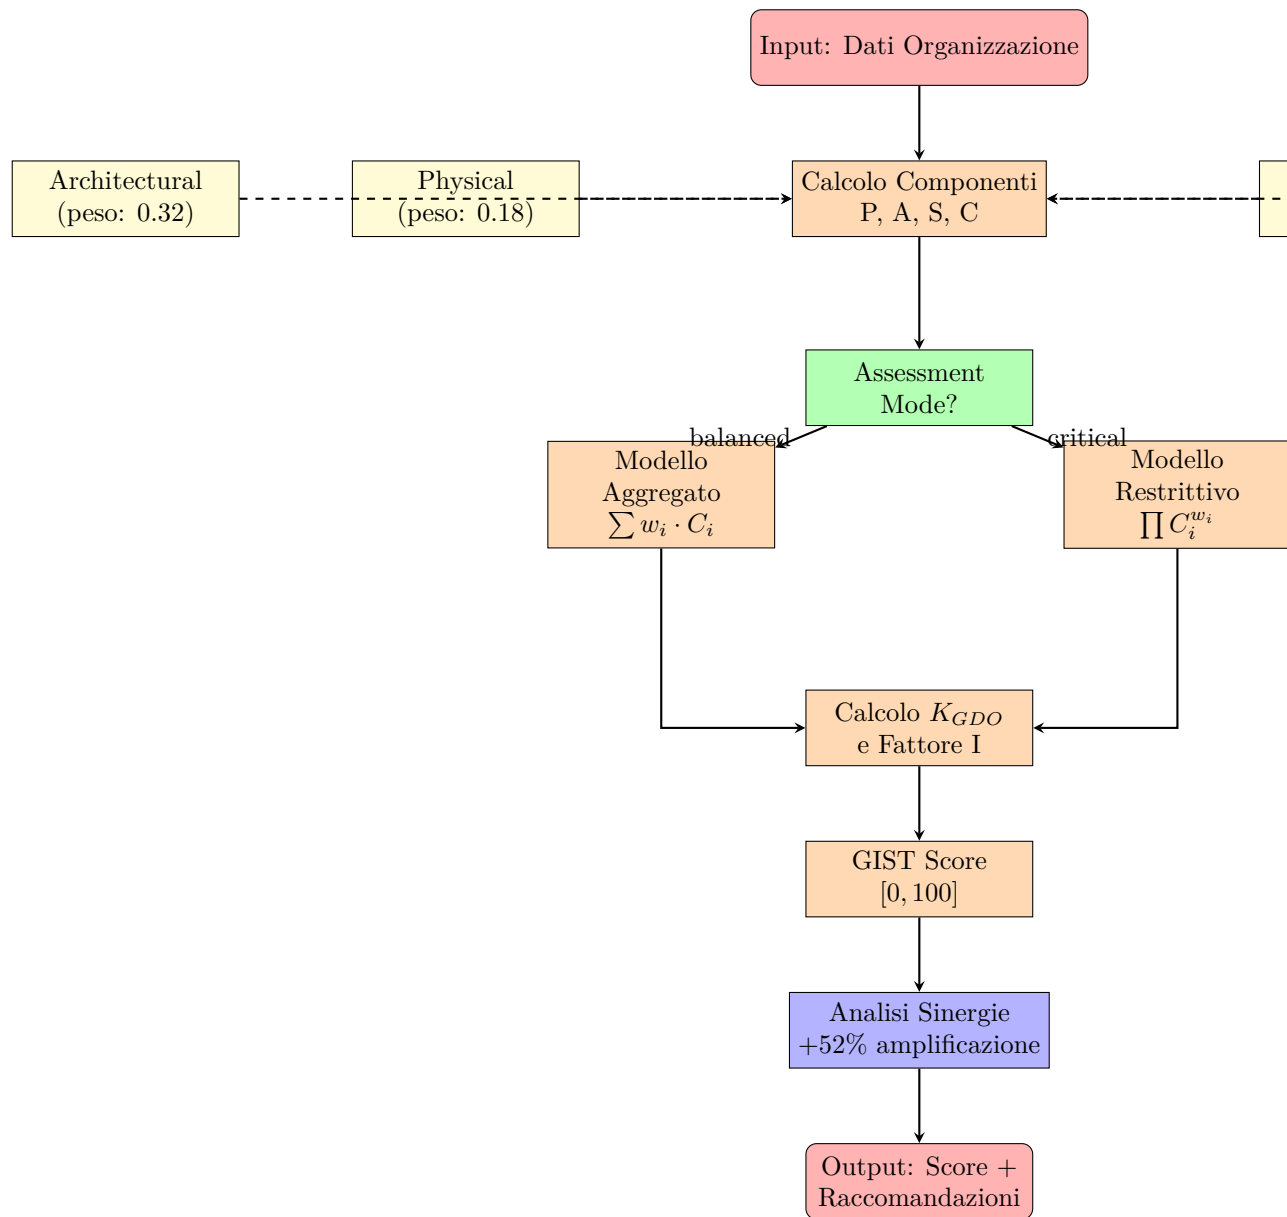 Input: Dati Organizzazione
Architectural
(peso: 0.32)
Physical
(peso: 0.18)
Calcolo Componenti
P, A, S, C
Assessment
Mode?
balanced
critical
Modello
Aggregato
∑ w_i · C_i
Modello
Restrittivo
∏ C_i^{w_i}
Calcolo K_{GDO}
e Fattore I
GIST Score
[0, 100]
Analisi Sinergie
+52% amplificazione
Output: Score +
Raccomandazioni